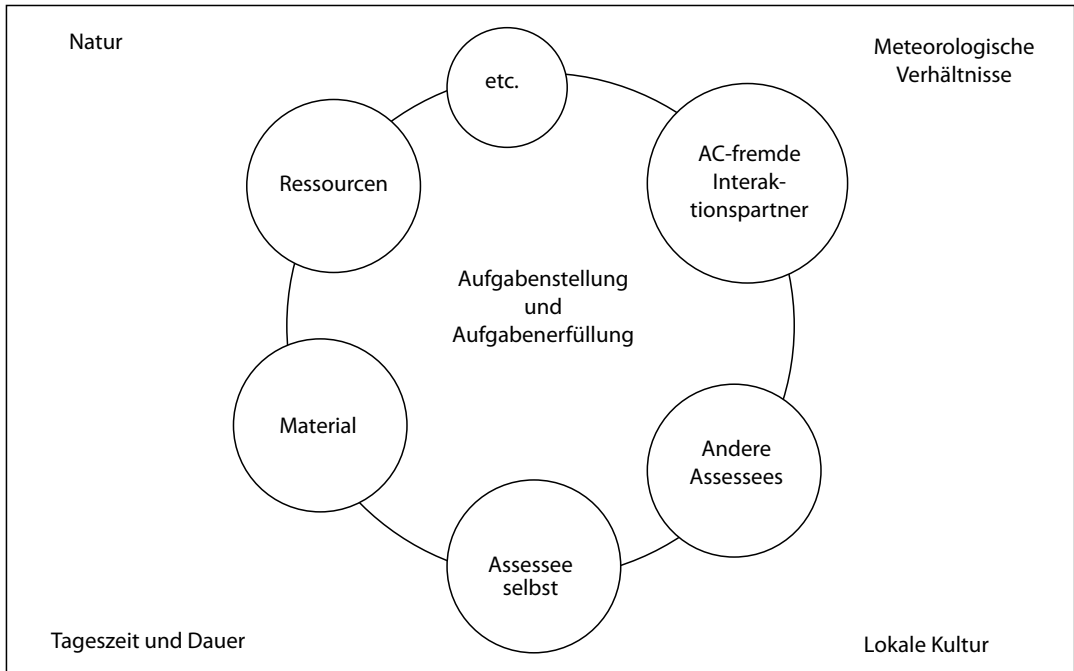 Natur
Meteorologische
Verhältnisse
etc.
Ressourcen
AC-fremde
Interak-
tionspartner
Aufgabenstellung
und
Aufgabenerfüllung
Material
Andere
Assessees
Assessee
selbst
Tageszeit und Dauer
Lokale Kultur